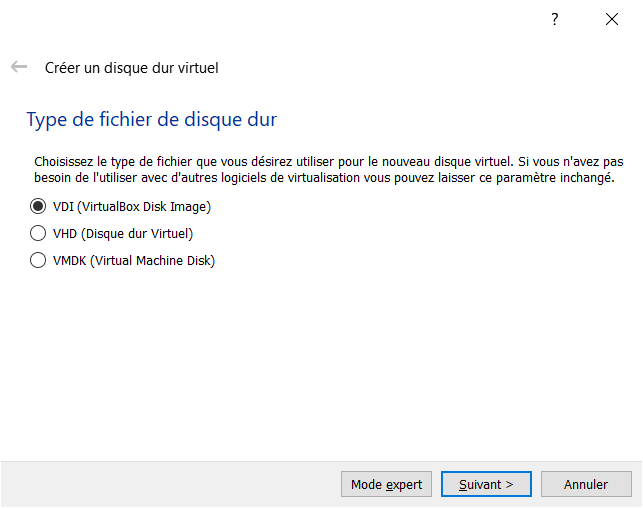 ?
Créer un disque dur virtuel
Type de fichier de disque dur
Choisissez le type de fichier que vous désirez utiliser pour le nouveau disque virtuel. Si vous n'avez pas
besoin de l'utiliser avec d'autres logiciels de virtualisation vous pouvez laisser ce paramètre inchangé.
VDI (VirtualBox Disk Image)
VHD (Disque dur Virtuel)
VMDK (Virtual Machine Disk)
Mode expert Suivant > Annuler